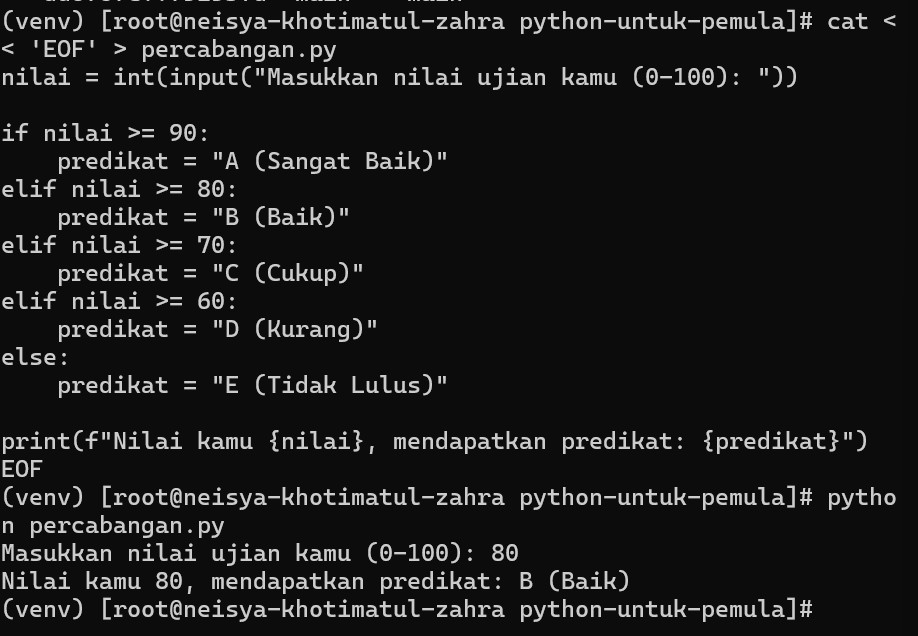 (venv) [root@neisya-khotimatul-zahra python-untuk-pemula]# cat <
< 'EOF' > percabangan.py
nilai = int(input("Masukkan nilai ujian kamu (0-100): "))
if nilai >= 90:
    predikat = "A (Sangat Baik)"
elif nilai >= 80:
    predikat = "B (Baik)"
elif nilai >= 70:
    predikat = "C (Cukup)"
elif nilai >= 60:
    predikat = "D (Kurang)"
else:
    predikat = "E (Tidak Lulus)"
print(f"Nilai kamu {nilai}, mendapatkan predikat: {predikat}")
EOF
(venv) [root@neisya-khotimatul-zahra python-untuk-pemula]# pytho
n percabangan.py
Masukkan nilai ujian kamu (0-100): 80
Nilai kamu 80, mendapatkan predikat: B (Baik)
(venv) [root@neisya-khotimatul-zahra python-untuk-pemula]#